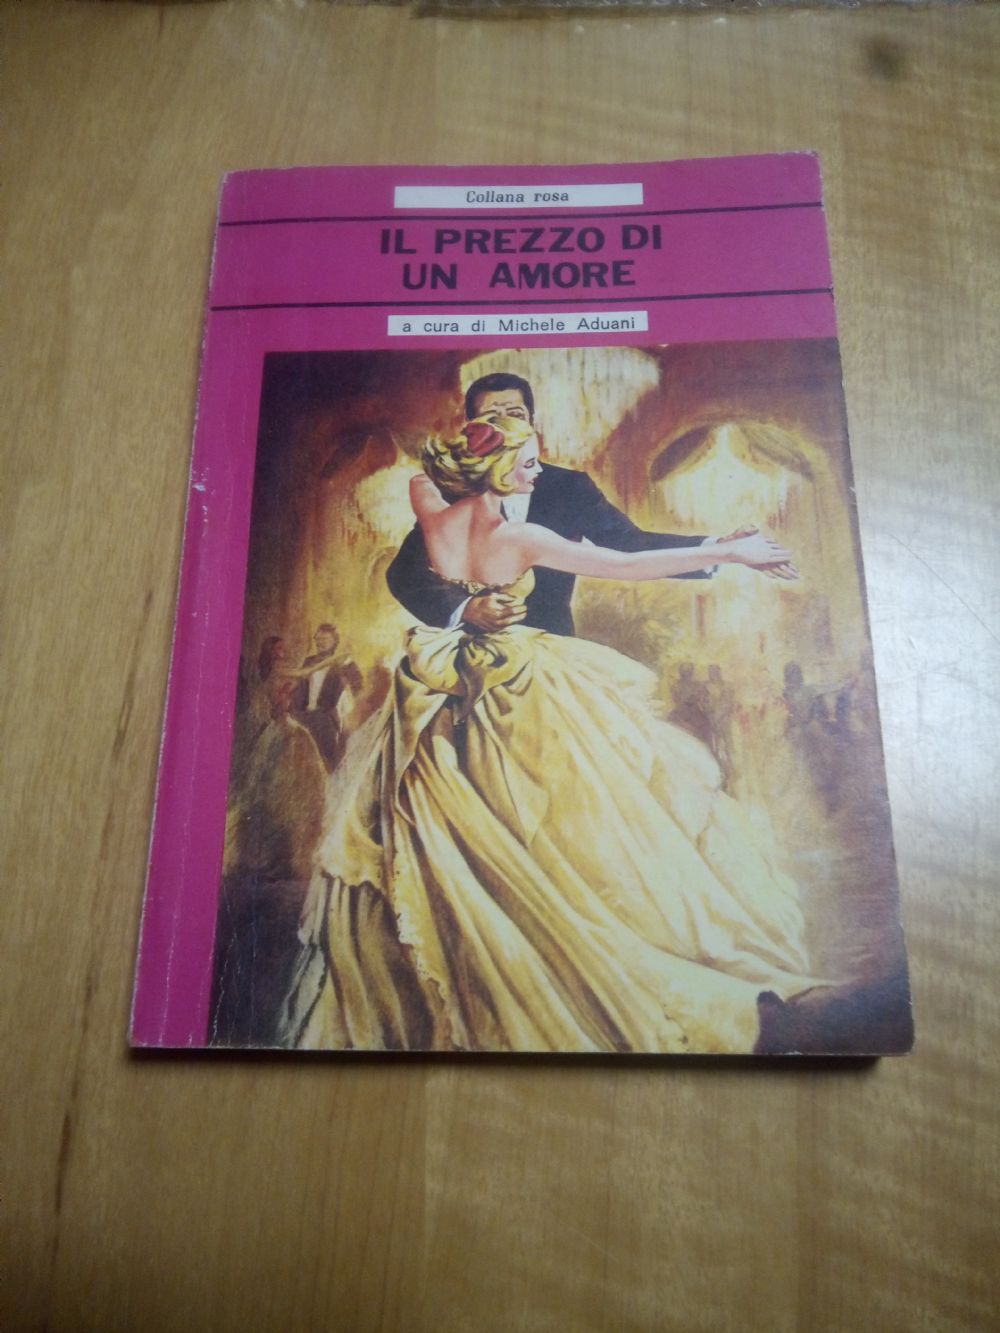 Collana rosa
IL PREZZO DI
UN AMORE
a cura di Michele Aduani